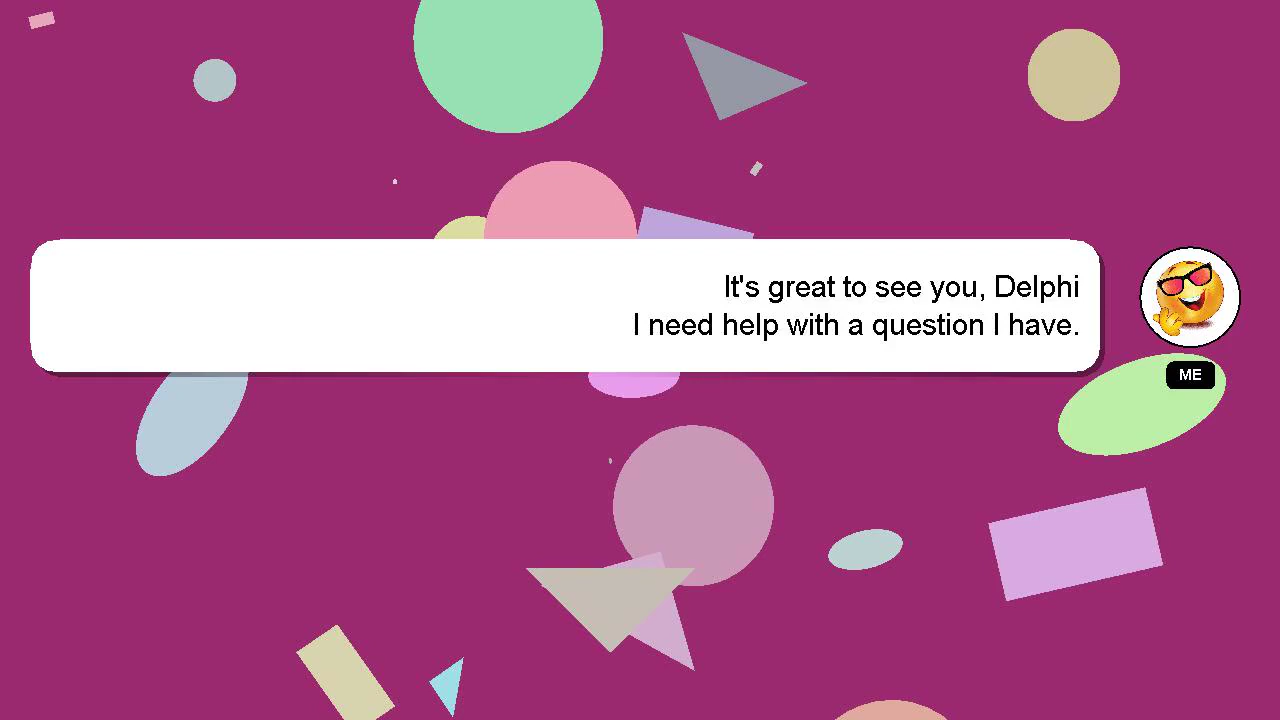 It's great to see you, Delphi
I need help with a question I have.
ME